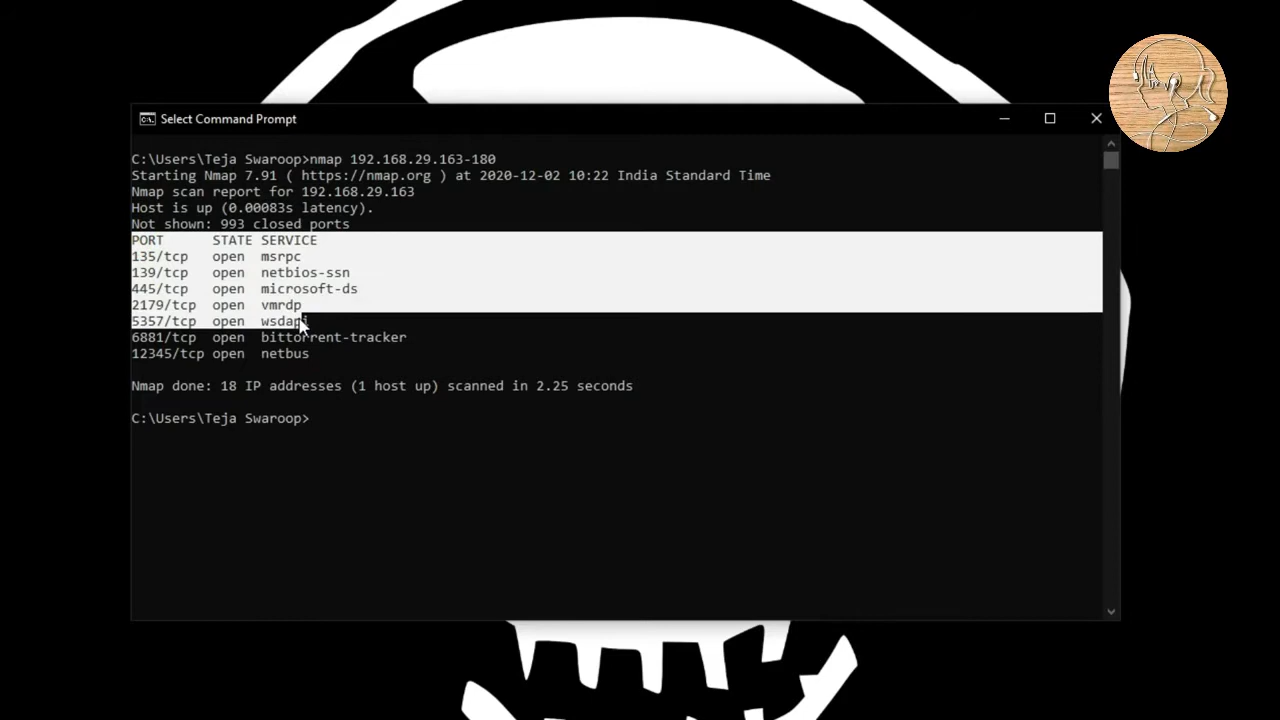 Select Command Prompt
C:\Users\Teja Swaroop>nmap 192.168.29.163-180
Starting Nmap 7.91 ( https://nmap.org ) at 2020-12-02 10:22 India Standard Time
Nmap scan report for 192.168.29.163
Host is up (0.00083s latency).
Not shown: 993 closed ports
PORT      STATE SERVICE
135/tcp   open  msrpc
139/tcp   open  netbios-ssn
445/tcp   open  microsoft-ds
2179/tcp  open  vmrdp
5357/tcp  open  wsdapi
6881/tcp  open  bittorrent-tracker
12345/tcp open  netbus
Nmap done: 18 IP addresses (1 host up) scanned in 2.25 seconds
C:\Users\Teja Swaroop>